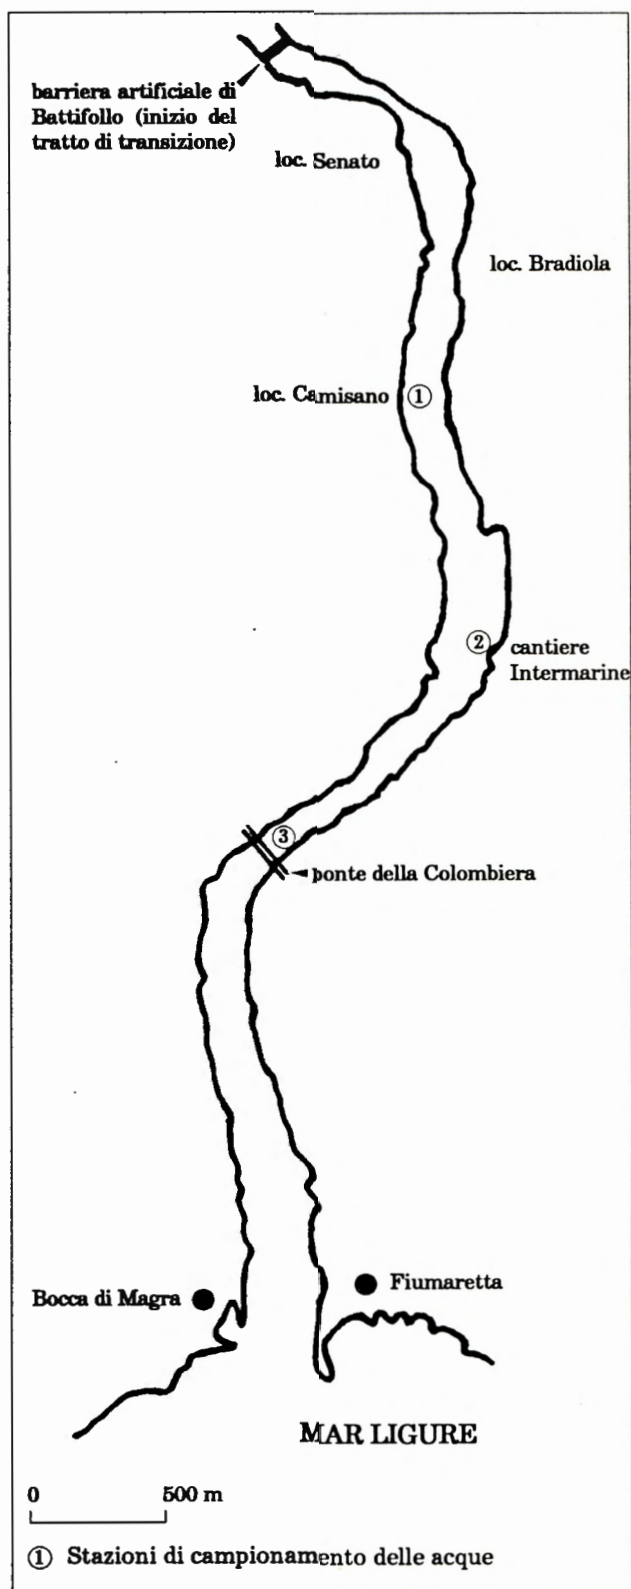 barriera artificiale di
Battifollo (inizio del
tratto di transizione)
loc. Senato
loc. Bradiola
loc. Camisano
1
2
cantiere
Intermarine
3
ponte della Colombiera
Bocca di Magra
Fiumaretta
MAR LIGURE
0 500 m
1 Stazioni di campionamento delle acque